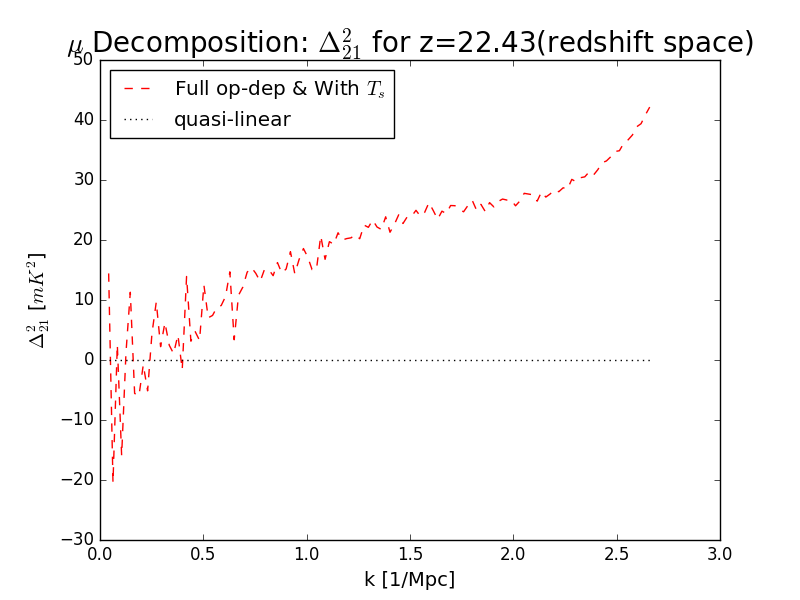 μ Decomposition: Δ²₂₁ for z=22.43(redshift space)
50
Full op-dep & With Tₛ
quasi-linear
40
30
20
10
0
−10
−20
−30
Δ²₂₁ [mK²]
0.0 0.5 1.0 1.5 2.0 2.5 3.0
k [1/Mpc]